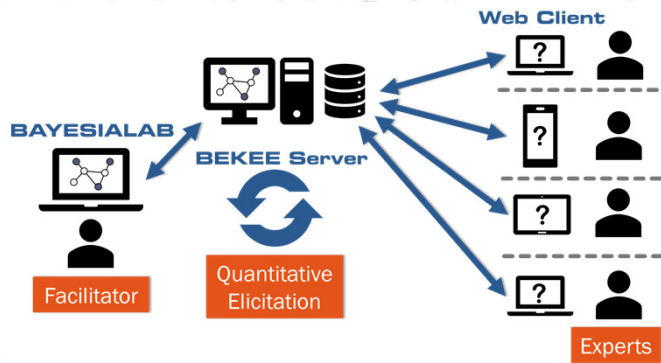 Web Client
?
?
BAYESIALAB
BEKEE Server
?
?
Quantitative
Elicitation
Facilitator
Experts